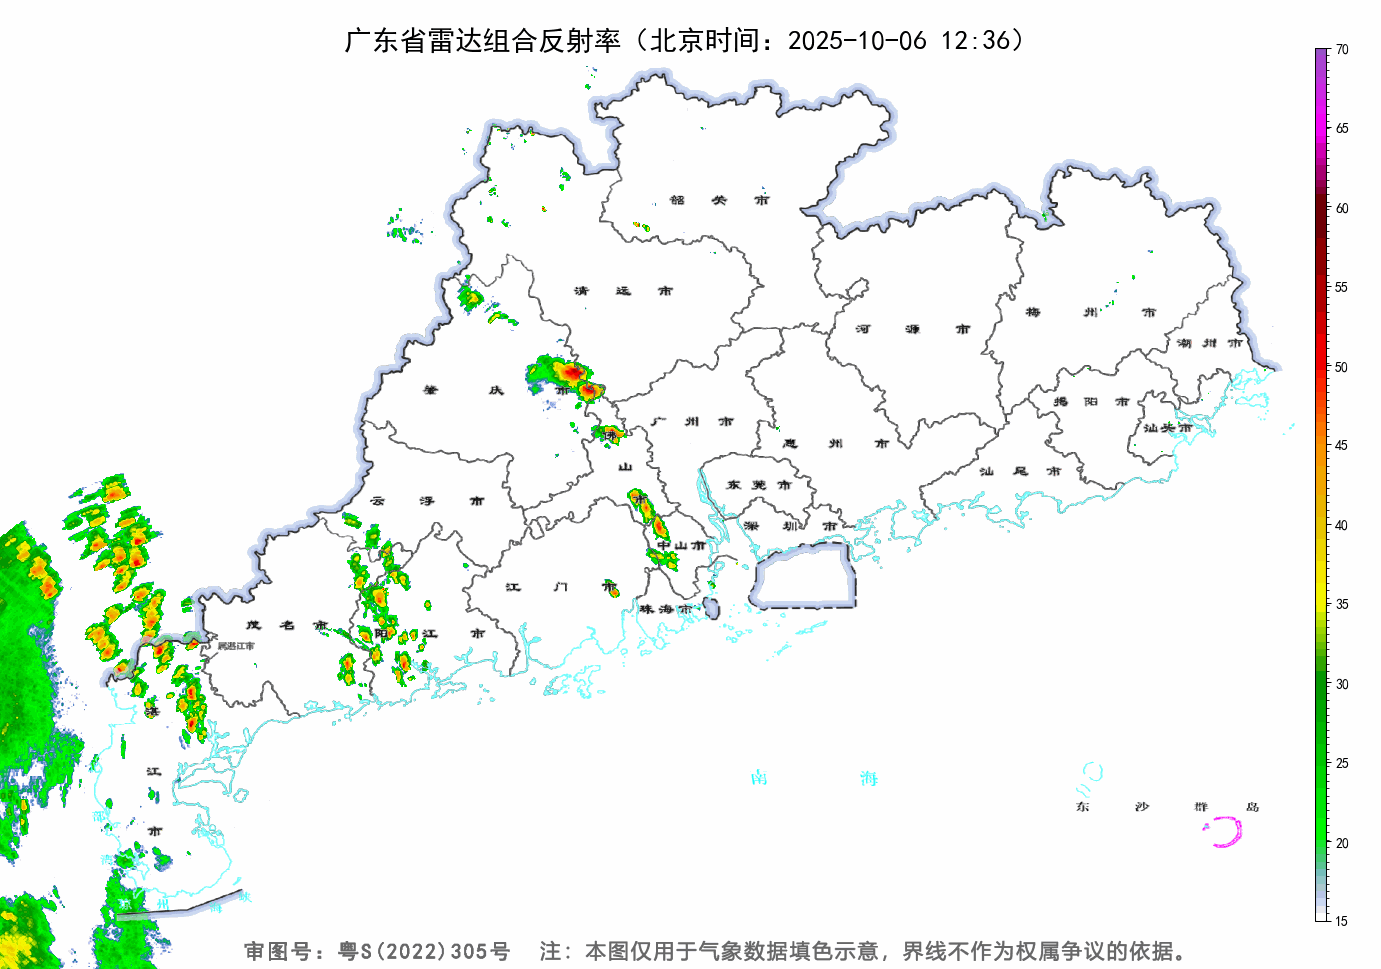 广东省雷达组合反射率（北京时间：2025-10-06 12:36）
70
65
60
55
50
45
40
35
30
25
20
15
韶关市
清远市
河源市
梅州市
潮州市
肇庆市
广州市
惠州市
揭阳市
汕头市
汕尾市
佛山市
云浮市
东莞市
深圳市
中山市
江门市
珠海市
茂名市
阳江市
属湛江市
湛江市
南海
东沙群岛
州海峡
审图号：粤S(2022)305号 注：本图仅用于气象数据填色示意，界线不作为权属争议的依据。